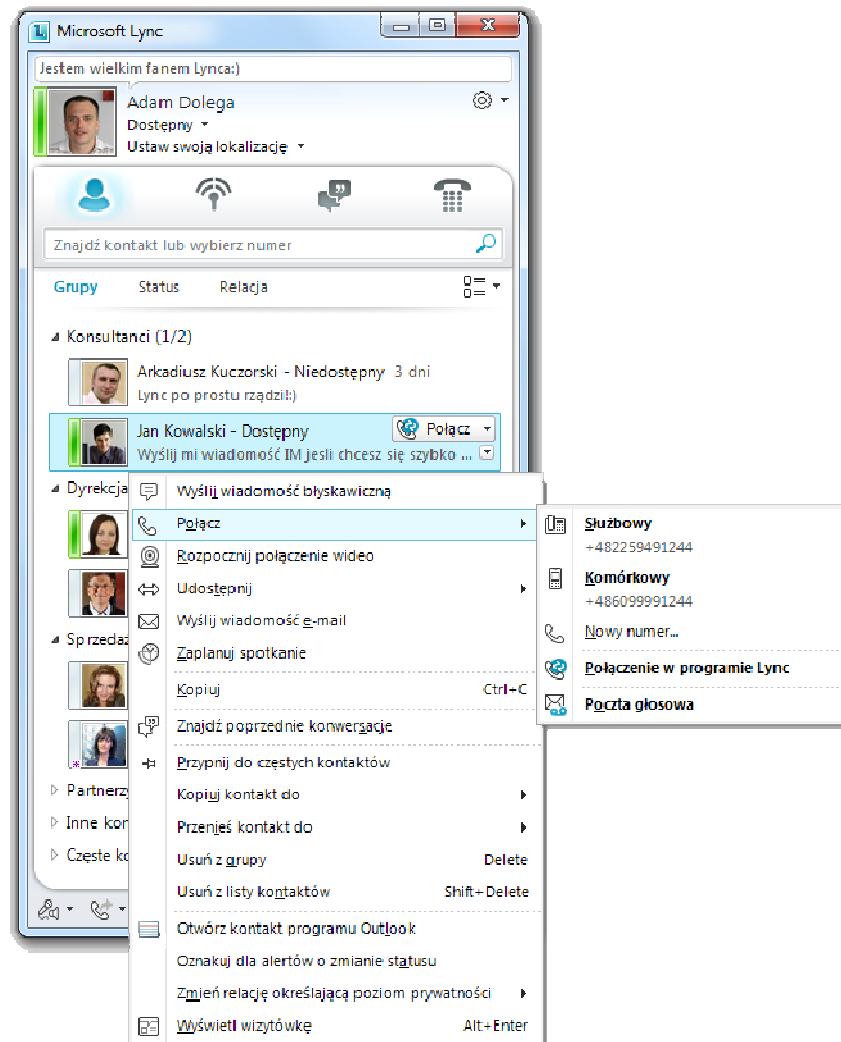 Microsoft Lync
Jestem wielkim fanem Lynca:)
Adam Dolega
Dostępny
Ustaw swoją lokalizację
Znajdź kontakt lub wybierz numer
Grupy Status Relacja
Konsultanci (1/2)
Arkadiusz Kuczorski - Niedostępny 3 dni
Lync po prostu rządzi!:)
Jan Kowalski - Dostępny Połącz
Wyślij mi wiadomość IM jesli chcesz się szybko ...
Dyrekcja
Sprzedaż
Partnerzy
Inne kon
Częste ko
Wyślij wiadomość błyskawiczną
Połącz
Rozpocznij połączenie wideo
Udostępnij
Wyślij wiadomość e-mail
Zaplanuj spotkanie
Kopiuj Ctrl+C
Znajdź poprzednie konwersacje
Przypnij do częstych kontaktów
Kopiuj kontakt do
Przenieś kontakt do
Usuń z grupy Delete
Usuń z listy kontaktów Shift+Delete
Otwórz kontakt programu Outlook
Oznakuj dla alertów o zmianie statusu
Zmień relację określającą poziom prywatności
Wyświetl wizytówkę Alt+Enter
Służbowy
+482259491244
Komórkowy
+486099991244
Nowy numer...
Połączenie w programie Lync
Poczta głosowa